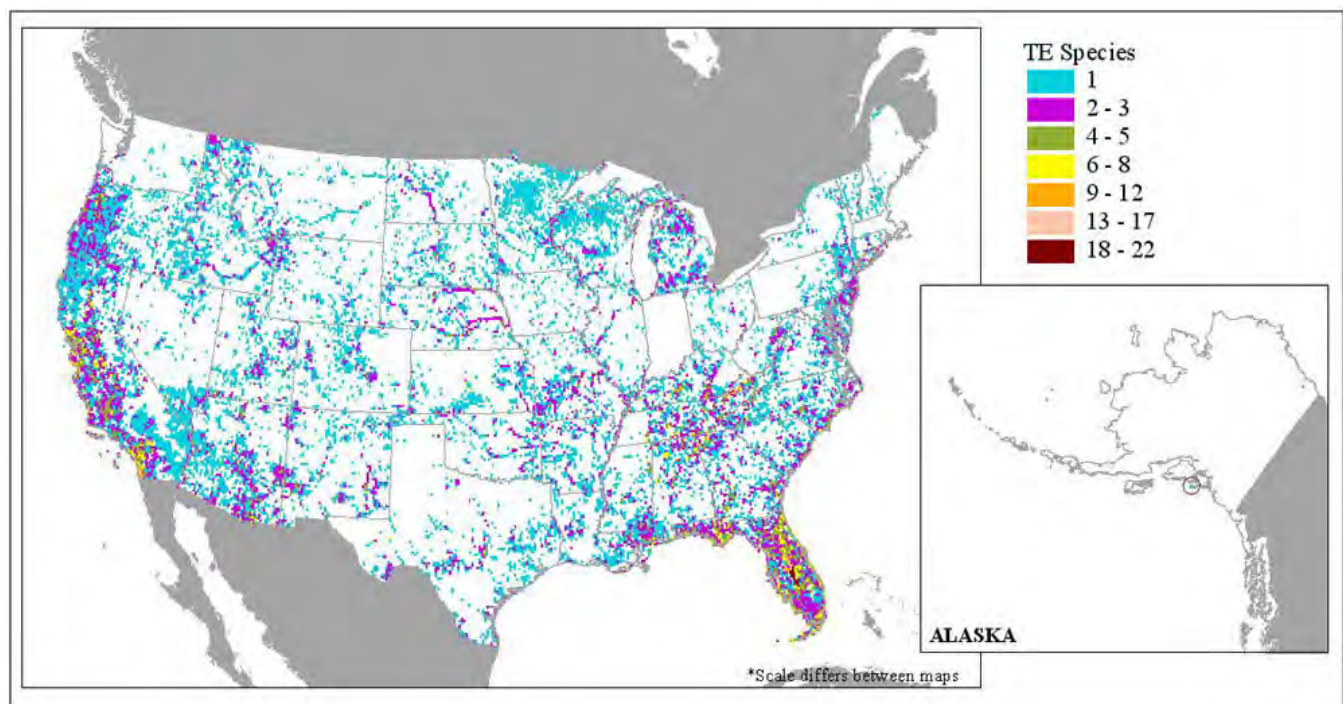 TE Species
1
2 - 3
4 - 5
6 - 8
9 - 12
13 - 17
18 - 22
ALASKA
*Scale differs between maps